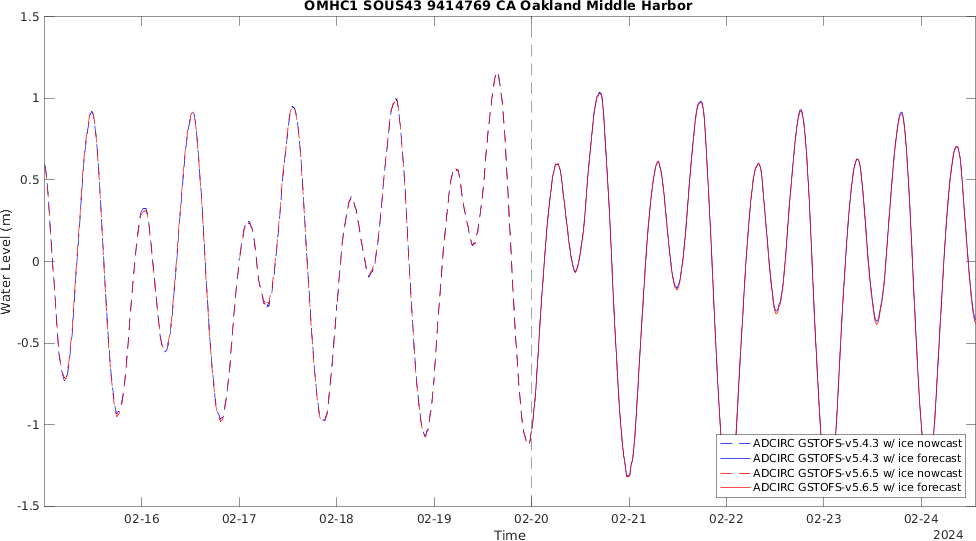 OMHC1 SOUS43 9414769 CA Oakland Middle Harbor
1.5
1
0.5
0
-0.5
-1
-1.5
Water Level (m)
02-16 02-17 02-18 02-19 02-20 02-21 02-22 02-23 02-24
Time
2024
ADCIRC GSTOFS-v5.4.3 w/ ice nowcast
ADCIRC GSTOFS-v5.4.3 w/ ice forecast
ADCIRC GSTOFS-v5.6.5 w/ ice nowcast
ADCIRC GSTOFS-v5.6.5 w/ ice forecast